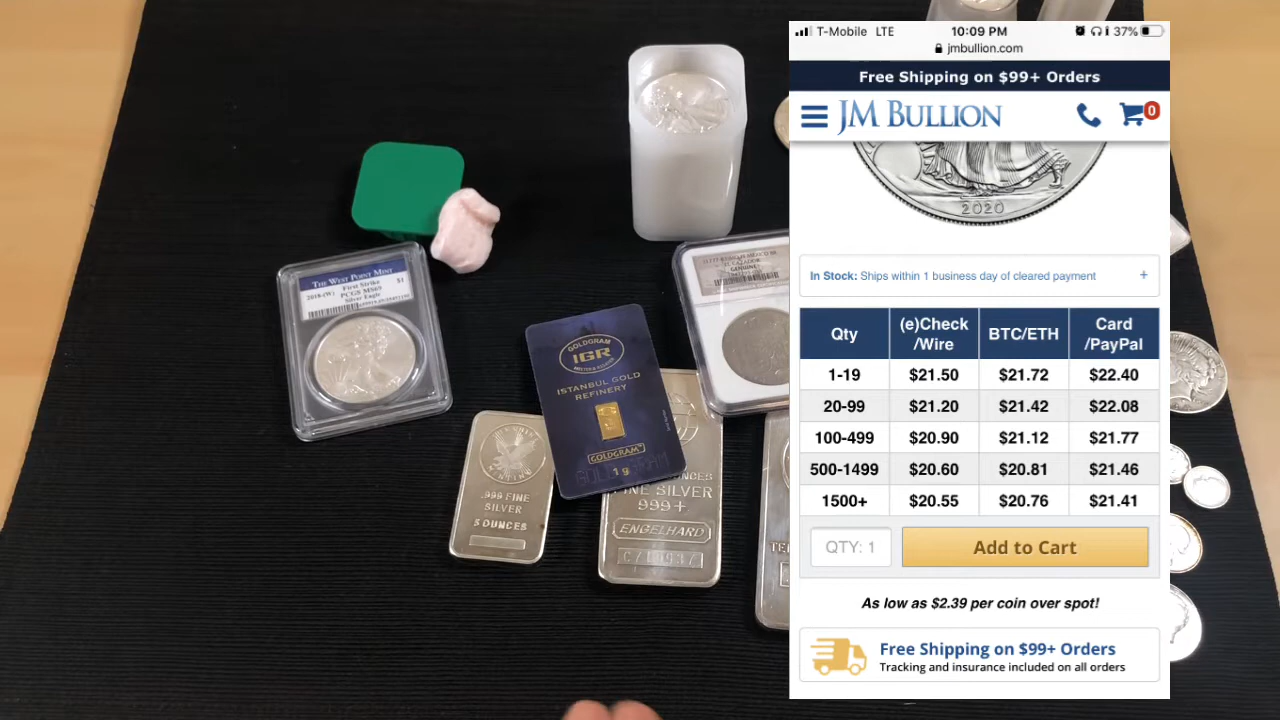 THE WEST POINT MINT
First Strike
$1
PCGS MS69
Silver Eagle
GOLDGRAM
IGR
ISTANBUL GOLD
REFINERY
GOLDGRAM™
1g
.999 FINE
SILVER
5 OUNCES
FINE SILVER
999+
ENGELHARD
GENUINE
T-Mobile LTE
10:09 PM
37%
jmbullion.com
Free Shipping on $99+ Orders
JM BULLION
0
2020
In Stock: Ships within 1 business day of cleared payment +
Qty (e)Check/Wire BTC/ETH Card/PayPal
1-19 $21.50 $21.72 $22.40
20-99 $21.20 $21.42 $22.08
100-499 $20.90 $21.12 $21.77
500-1499 $20.60 $20.81 $21.46
1500+ $20.55 $20.76 $21.41
QTY: 1 Add to Cart
As low as $2.39 per coin over spot!
Free Shipping on $99+ Orders
Tracking and insurance included on all orders